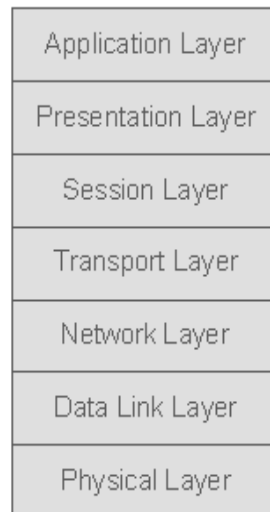 Application Layer
Presentation Layer
Session Layer
Transport Layer
Network Layer
Data Link Layer
Physical Layer